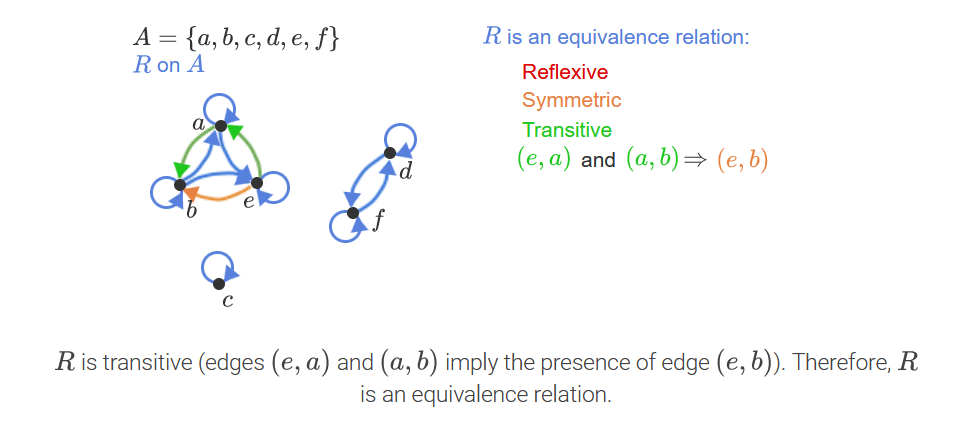 A = {a, b, c, d, e, f}
R on A
R is an equivalence relation:
Reflexive
Symmetric
Transitive
(e, a) and (a, b) ⇒ (e, b)
a
b
e
d
f
c
R is transitive (edges (e, a) and (a, b) imply the presence of edge (e, b)). Therefore, R
is an equivalence relation.